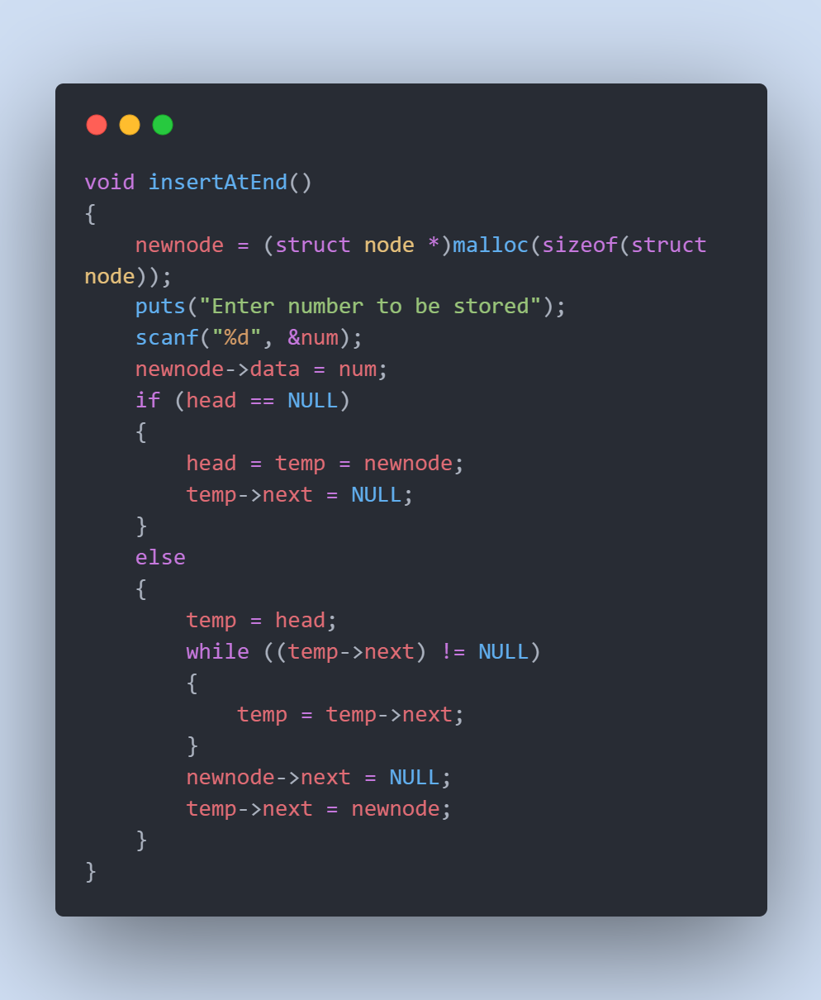 void insertAtEnd()
{
    newnode = (struct node *)malloc(sizeof(struct
node));
    puts("Enter number to be stored");
    scanf("%d", &num);
    newnode->data = num;
    if (head == NULL)
    {
        head = temp = newnode;
        temp->next = NULL;
    }
    else
    {
        temp = head;
        while ((temp->next) != NULL)
        {
            temp = temp->next;
        }
        newnode->next = NULL;
        temp->next = newnode;
    }
}